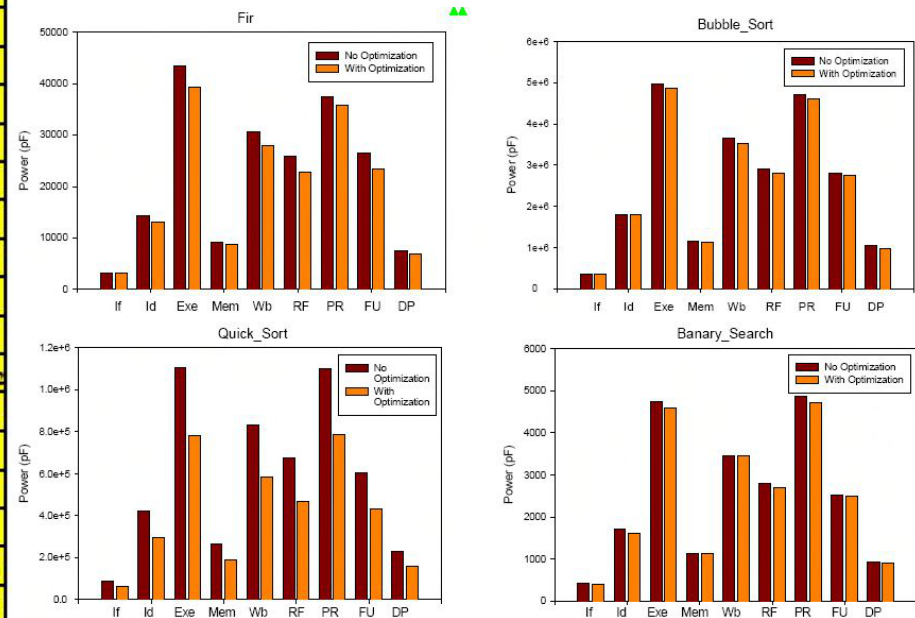 Fir
50000
40000
30000
20000
10000
0
Power (pF)
No Optimization
With Optimization
If Id Exe Mem Wb RF PR FU DP
Bubble_Sort
6e+6
5e+6
4e+6
3e+6
2e+6
1e+6
0
Power (pF)
No Optimization
With Optimization
If Id Exe Mem Wb RF PR FU DP
Quick_Sort
1.2e+6
1.0e+6
8.0e+5
6.0e+5
4.0e+5
2.0e+5
0.0
Power (pF)
No
Optimization
With
Optimization
If Id Exe Mem Wb RF PR FU DP
Banary_Search
6000
5000
4000
3000
2000
1000
0
Power (pF)
No Optimization
With Optimization
If Id Exe Mem Wb RF PR FU DP